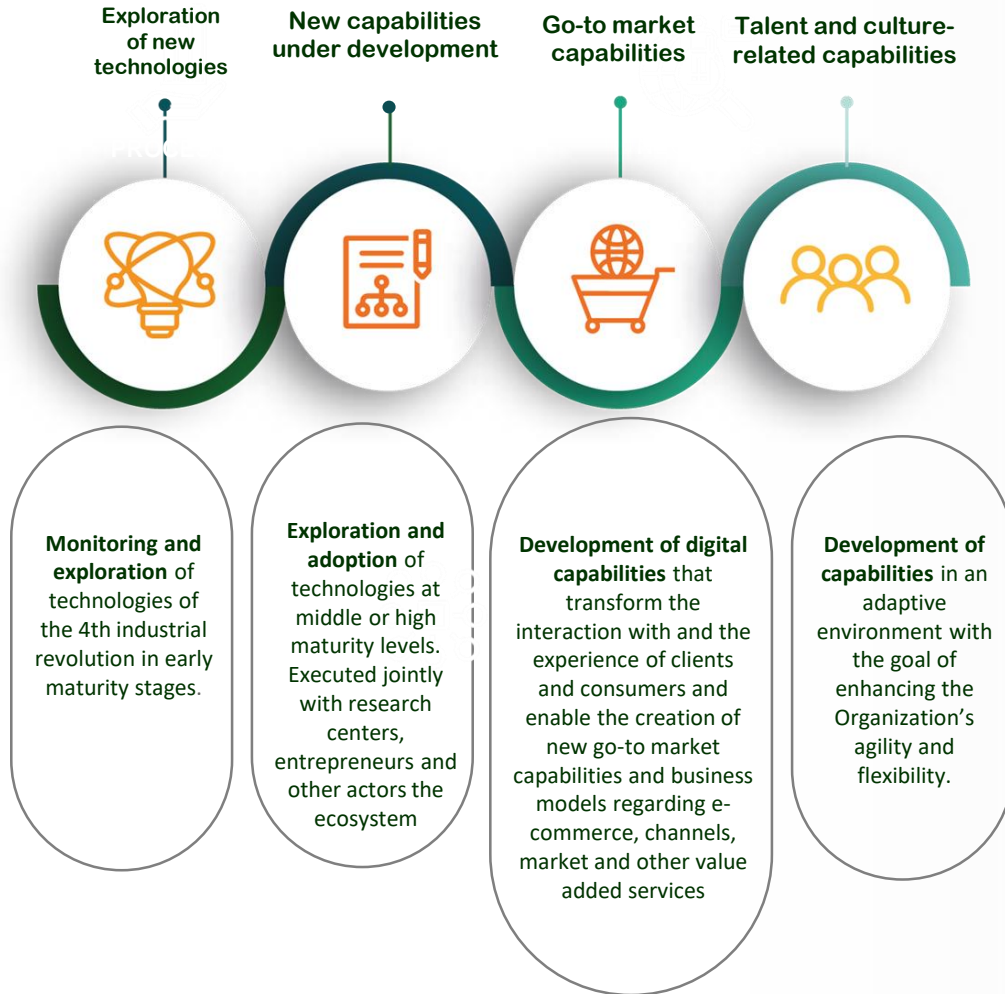 Exploration
of new
technologies
New capabilities
under development
Go-to market
capabilities
Talent and culture-
related capabilities
Monitoring and
exploration of
technologies of
the 4th industrial
revolution in early
maturity stages.
Exploration and
adoption of
technologies at
middle or high
maturity levels.
Executed jointly
with research
centers,
entrepreneurs and
other actors the
ecosystem
Development of digital
capabilities that
transform the
interaction with and the
experience of clients
and consumers and
enable the creation of
new go-to market
capabilities and business
models regarding e-
commerce, channels,
market and other value
added services
Development of
capabilities in an
adaptive
environment with
the goal of
enhancing the
Organization’s
agility and
flexibility.